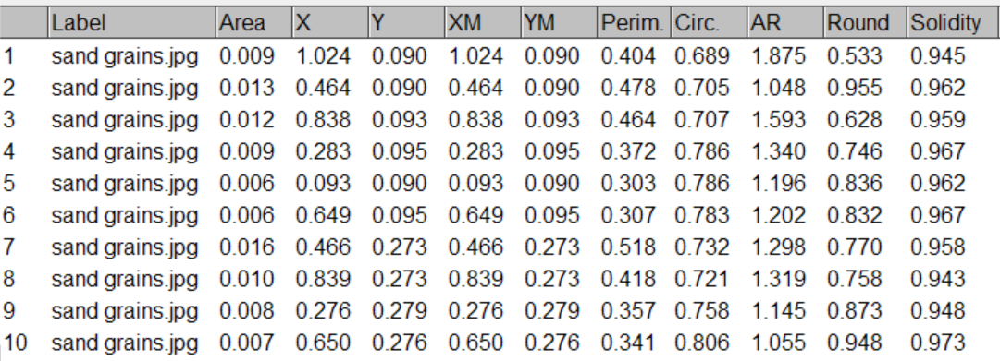 Label Area X Y XM YM Perim. Circ. AR Round Solidity
1 sand grains.jpg 0.009 1.024 0.090 1.024 0.090 0.404 0.689 1.875 0.533 0.945
2 sand grains.jpg 0.013 0.464 0.090 0.464 0.090 0.478 0.705 1.048 0.955 0.962
3 sand grains.jpg 0.012 0.838 0.093 0.838 0.093 0.464 0.707 1.593 0.628 0.959
4 sand grains.jpg 0.009 0.283 0.095 0.283 0.095 0.372 0.786 1.340 0.746 0.967
5 sand grains.jpg 0.006 0.093 0.090 0.093 0.090 0.303 0.786 1.196 0.836 0.962
6 sand grains.jpg 0.006 0.649 0.095 0.649 0.095 0.307 0.783 1.202 0.832 0.967
7 sand grains.jpg 0.016 0.466 0.273 0.466 0.273 0.518 0.732 1.298 0.770 0.958
8 sand grains.jpg 0.010 0.839 0.273 0.839 0.273 0.418 0.721 1.319 0.758 0.943
9 sand grains.jpg 0.008 0.276 0.279 0.276 0.279 0.357 0.758 1.145 0.873 0.948
10 sand grains.jpg 0.007 0.650 0.276 0.650 0.276 0.341 0.806 1.055 0.948 0.973